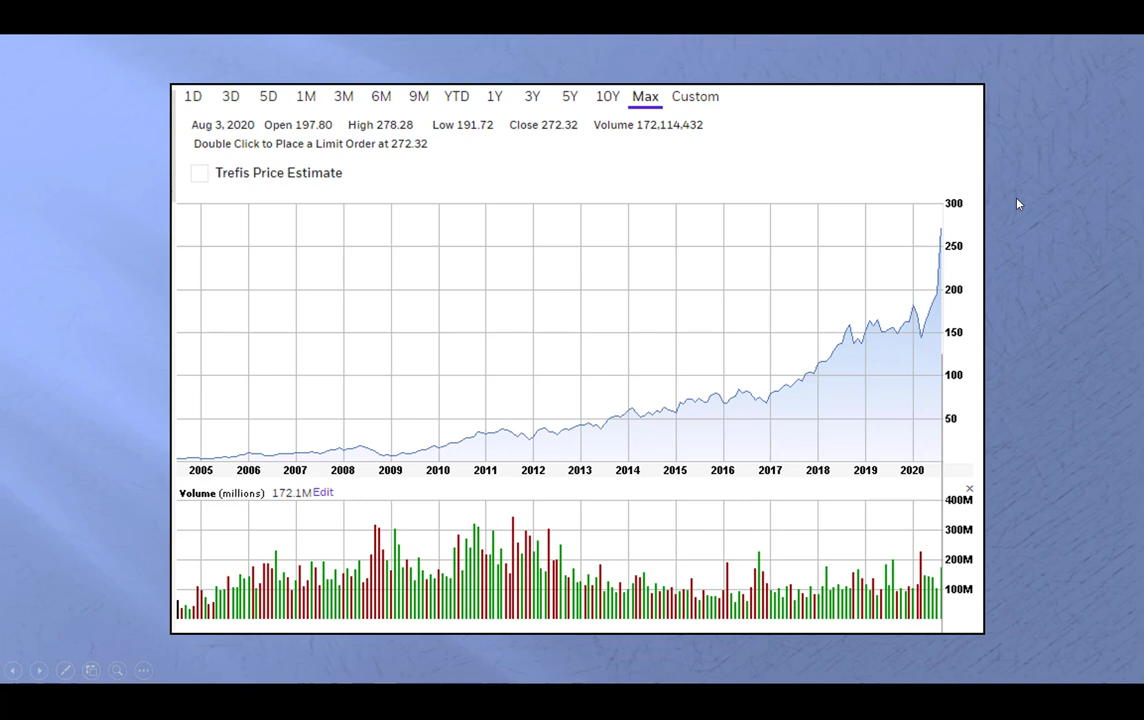 1D 3D 5D 1M 3M 6M 9M YTD 1Y 3Y 5Y 10Y Max Custom
Aug 3, 2020 Open 197.80 High 278.28 Low 191.72 Close 272.32 Volume 172,114,432
Double Click to Place a Limit Order at 272.32
Trefis Price Estimate
300
250
200
150
100
50
2005 2006 2007 2008 2009 2010 2011 2012 2013 2014 2015 2016 2017 2018 2019 2020
Volume (millions) 172.1M Edit
400M
300M
200M
100M